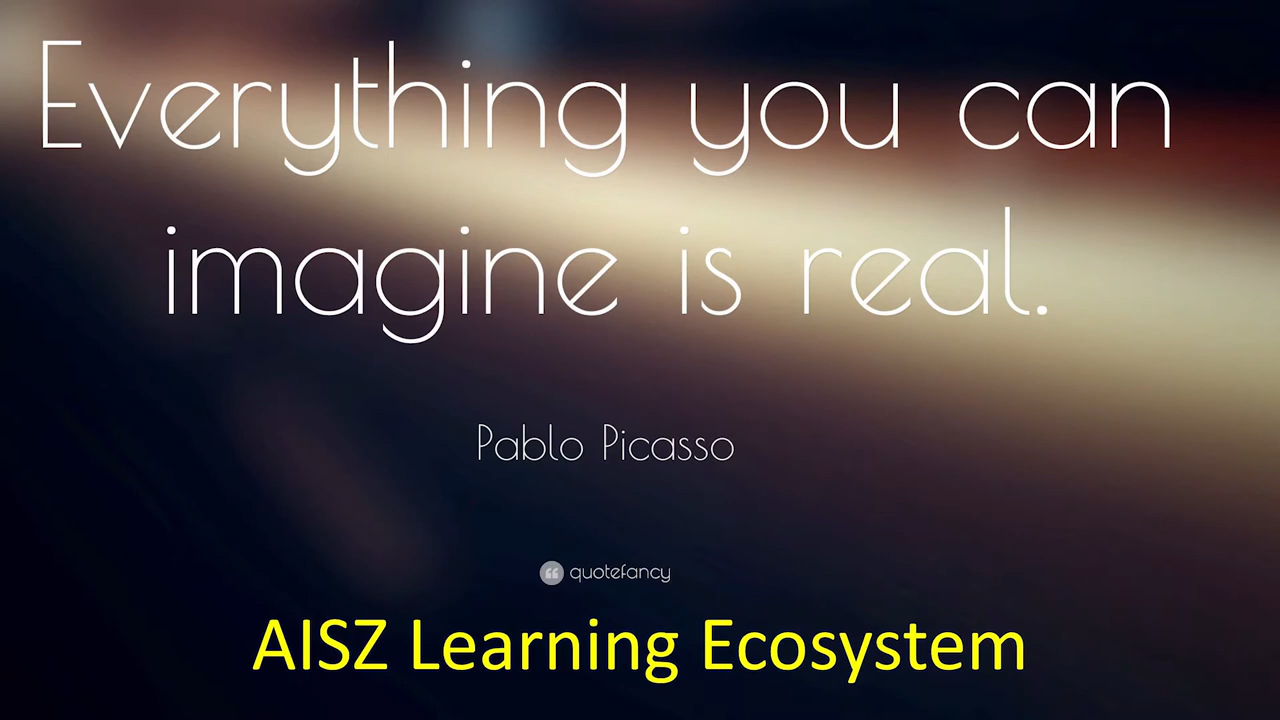 Everything you can
imagine is real.
Pablo Picasso
quotefancy
AISZ Learning Ecosystem